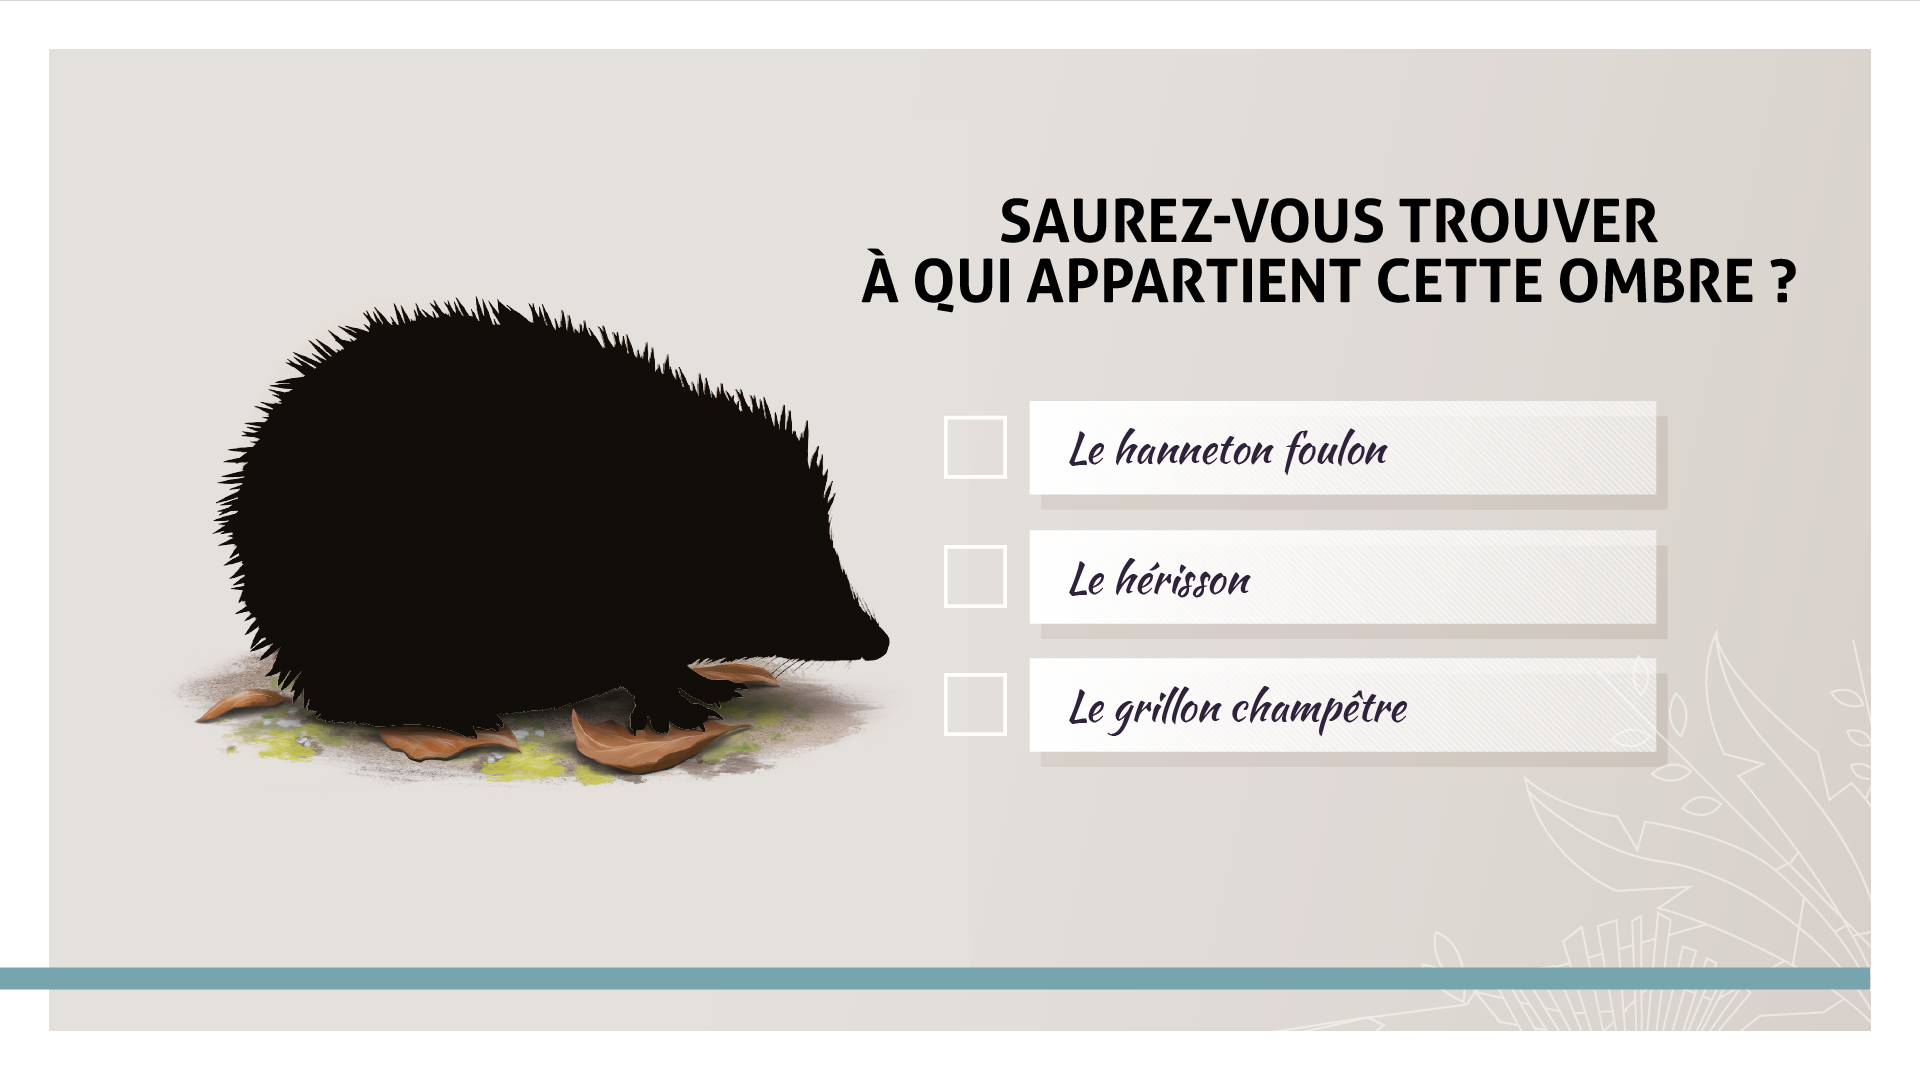 SAUREZ-VOUS TROUVER
À QUI APPARTIENT CETTE OMBRE ?
Le hanneton foulon
Le hérisson
Le grillon champêtre